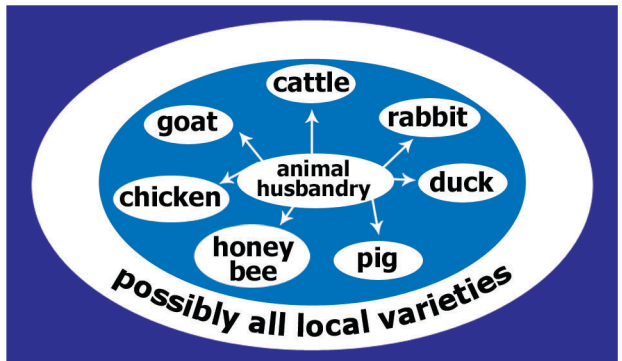 cattle
goat
rabbit
animal
husbandry
chicken
duck
honey
bee
pig
possibly all local varieties